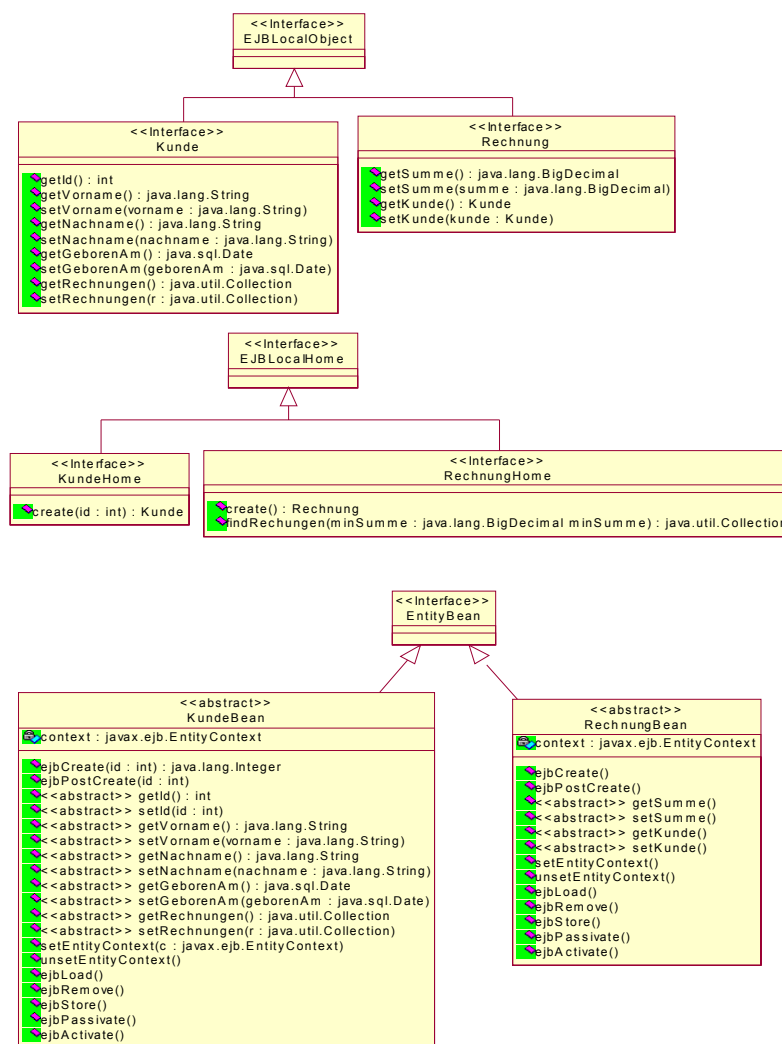 <<Interface>>
EJBLocalObject
<<Interface>>
Kunde
getId() : int
getVorname() : java.lang.String
setVorname(vorname : java.lang.String)
getNachname() : java.lang.String
setNachname(nachname : java.lang.String)
getGeborenAm() : java.sql.Date
setGeborenAm(geborenAm : java.sql.Date)
getRechnungen() : java.util.Collection
setRechnungen(r : java.util.Collection)
<<Interface>>
Rechnung
getSumme() : java.lang.BigDecimal
setSumme(summe : java.lang.BigDecimal)
getKunde() : Kunde
setKunde(kunde : Kunde)
<<Interface>>
EJBLocalHome
<<Interface>>
KundeHome
create(id : int) : Kunde
<<Interface>>
RechnungHome
create() : Rechnung
findRechungen(minSumme : java.lang.BigDecimal minSumme) : java.util.Collection
<<Interface>>
EntityBean
<<abstract>>
KundeBean
context : javax.ejb.EntityContext
ejbCreate(id : int) : java.lang.Integer
ejbPostCreate(id : int)
<<abstract>> getId() : int
<<abstract>> setId(id : int)
<<abstract>> getVorname() : java.lang.String
<<abstract>> setVorname(vorname : java.lang.String)
<<abstract>> getNachname() : java.lang.String
<<abstract>> setNachname(nachname : java.lang.String)
<<abstract>> getGeborenAm() : java.sql.Date
<<abstract>> setGeborenAm(geborenAm : java.sql.Date)
<<abstract>> getRechnungen() : java.util.Collection
<<abstract>> setRechnungen(r : java.util.Collection)
setEntityContext(c : javax.ejb.EntityContext)
unsetEntityContext()
ejbLoad()
ejbRemove()
ejbStore()
ejbPassivate()
ejbActivate()
<<abstract>>
RechnungBean
context : javax.ejb.EntityContext
ejbCreate()
ejbPostCreate()
<<abstract>> getSumme()
<<abstract>> setSumme()
<<abstract>> getKunde()
<<abstract>> setKunde()
setEntityContext()
unsetEntityContext()
ejbLoad()
ejbRemove()
ejbStore()
ejbPassivate()
ejbActivate()